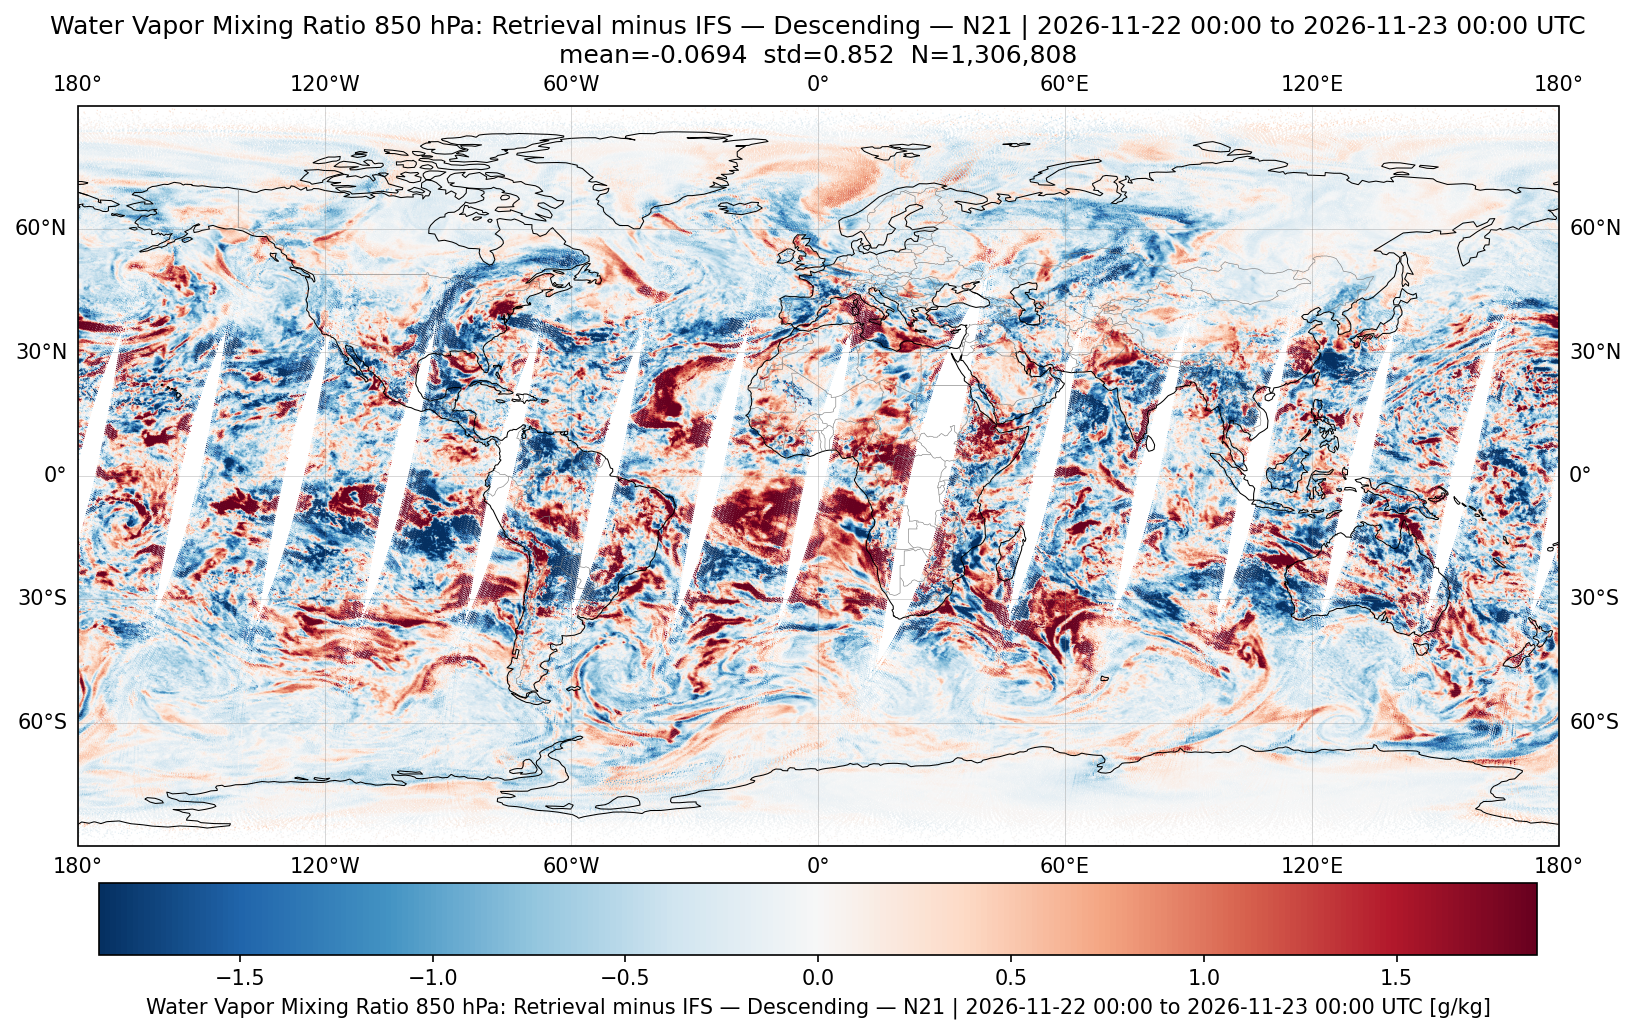 Water Vapor Mixing Ratio 850 hPa: Retrieval minus IFS — Descending — N21 | 2026-11-22 00:00 to 2026-11-23 00:00 UTC
mean=-0.0694  std=0.852  N=1,306,808
180° 120°W 60°W 0° 60°E 120°E 180°
60°N 60°N
30°N 30°N
0° 0°
30°S 30°S
60°S 60°S
180° 120°W 60°W 0° 60°E 120°E 180°
−1.5 −1.0 −0.5 0.0 0.5 1.0 1.5
Water Vapor Mixing Ratio 850 hPa: Retrieval minus IFS — Descending — N21 | 2026-11-22 00:00 to 2026-11-23 00:00 UTC [g/kg]